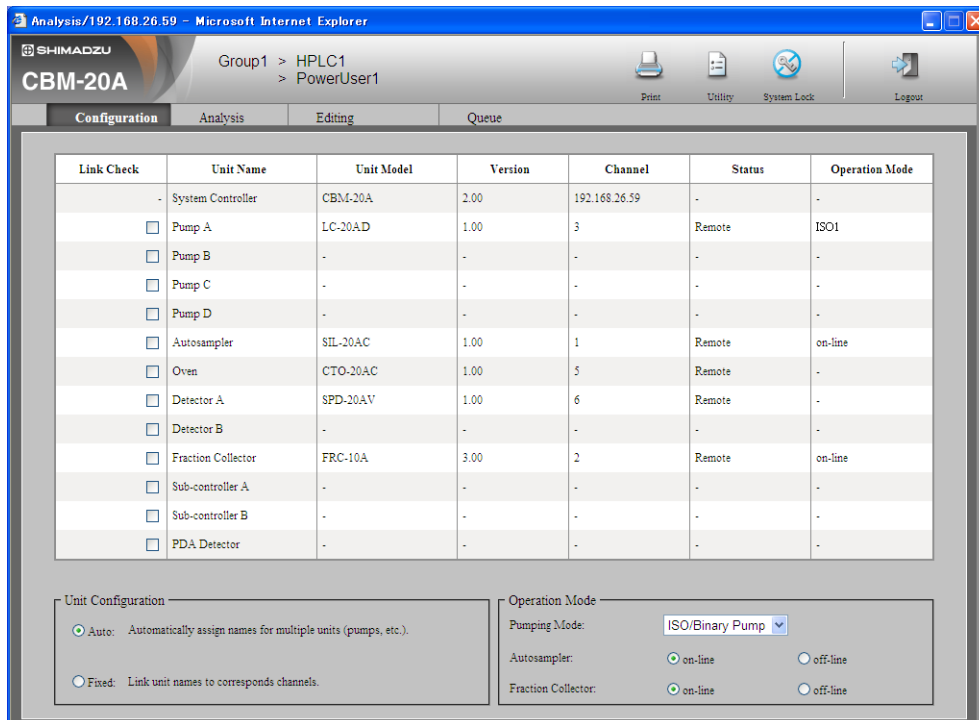 Analysis/192.168.26.59 - Microsoft Internet Explorer
SHIMADZU
CBM-20A
Group1 > HPLC1
> PowerUser1
Print Utility System Lock Logout
Configuration Analysis Editing Queue
Link Check Unit Name Unit Model Version Channel Status Operation Mode
- System Controller CBM-20A 2.00 192.168.26.59 - -
Pump A LC-20AD 1.00 3 Remote ISO1
Pump B - - - - -
Pump C - - - - -
Pump D - - - - -
Autosampler SIL-20AC 1.00 1 Remote on-line
Oven CTO-20AC 1.00 5 Remote -
Detector A SPD-20AV 1.00 6 Remote -
Detector B - - - - -
Fraction Collector FRC-10A 3.00 2 Remote on-line
Sub-controller A - - - - -
Sub-controller B - - - - -
PDA Detector - - - - -
Unit Configuration
Auto: Automatically assign names for multiple units (pumps, etc.).
Fixed: Link unit names to corresponds channels.
Operation Mode
Pumping Mode: ISO/Binary Pump
Autosampler: on-line off-line
Fraction Collector: on-line off-line